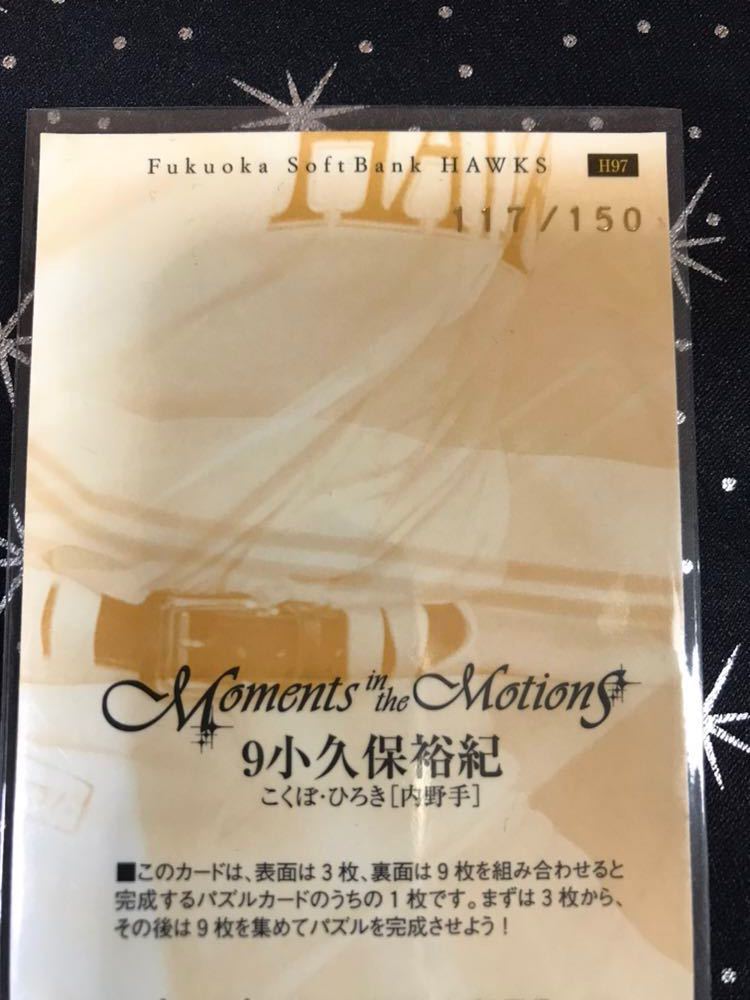 Fukuoka SoftBank HAWKS H97
HAW
117/150
Moments in the Motions
9小久保裕紀
こくぼ・ひろき[内野手]
■このカードは、表面は3枚、裏面は9枚を組み合わせると
完成するパズルカードのうちの1枚です。まずは3枚から、
その後は9枚を集めてパズルを完成させよう!